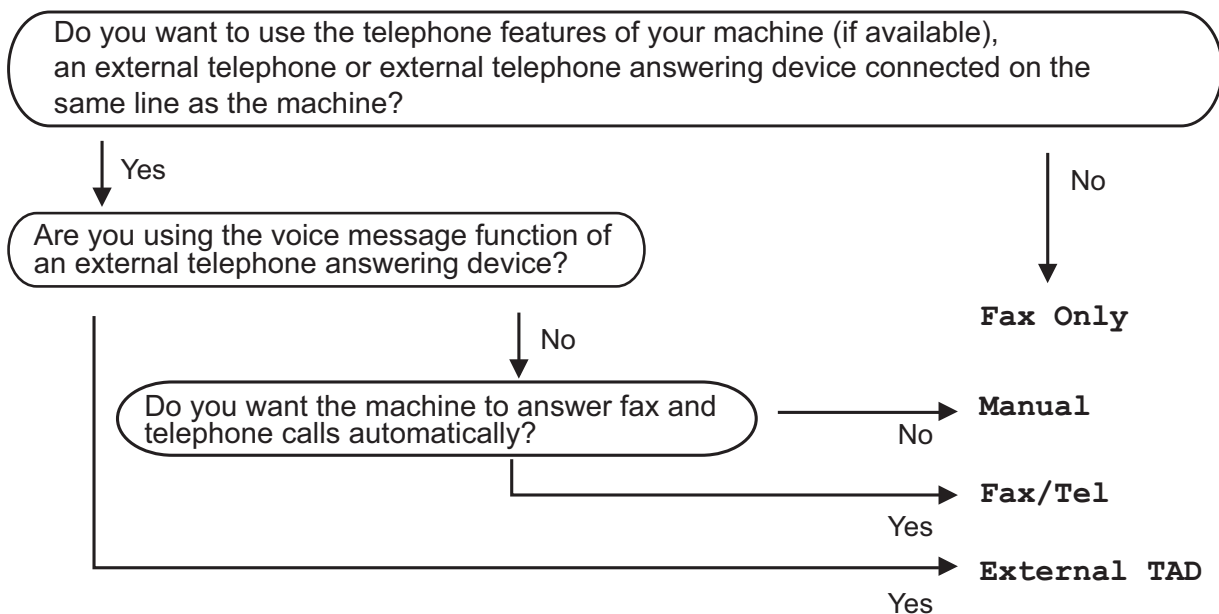 Do you want to use the telephone features of your machine (if available),
an external telephone or external telephone answering device connected on the
same line as the machine?
Yes
No
Are you using the voice message function of
an external telephone answering device?
Fax Only
No
Do you want the machine to answer fax and
telephone calls automatically?
Manual
No
Fax/Tel
Yes
External TAD
Yes